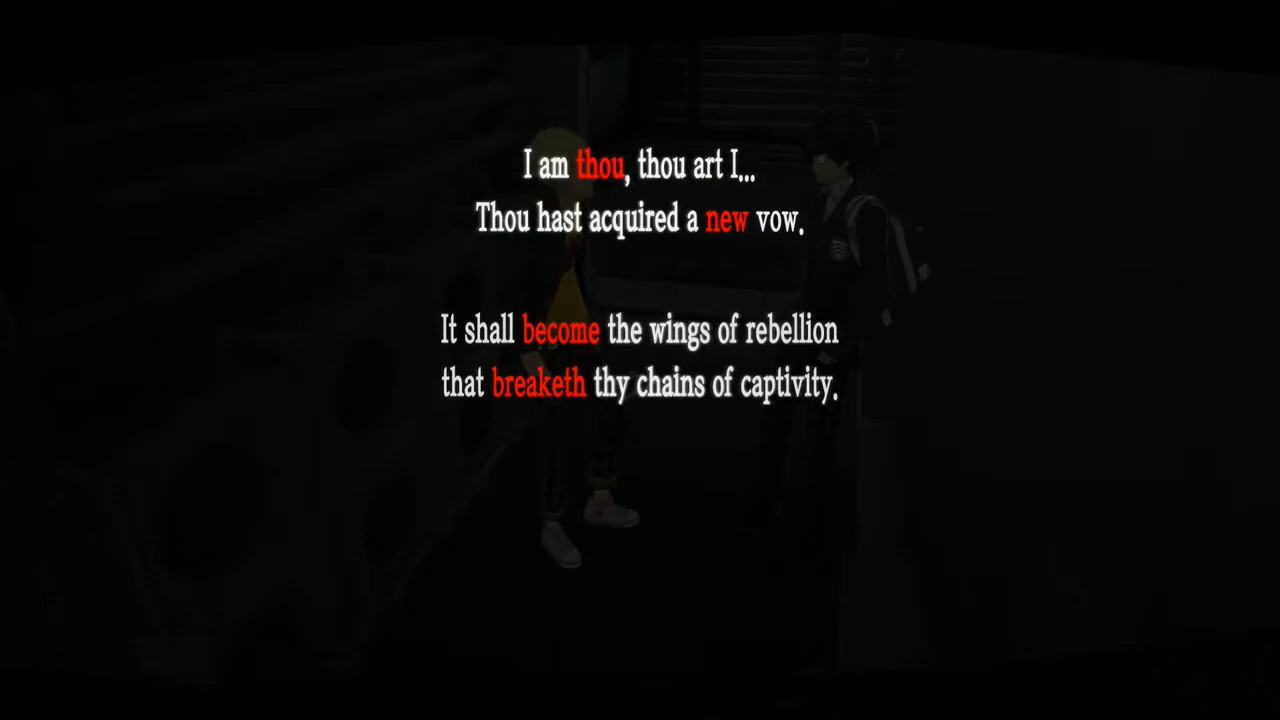 I am thou, thou art I...
Thou hast acquired a new vow.
It shall become the wings of rebellion
that breaketh thy chains of captivity.